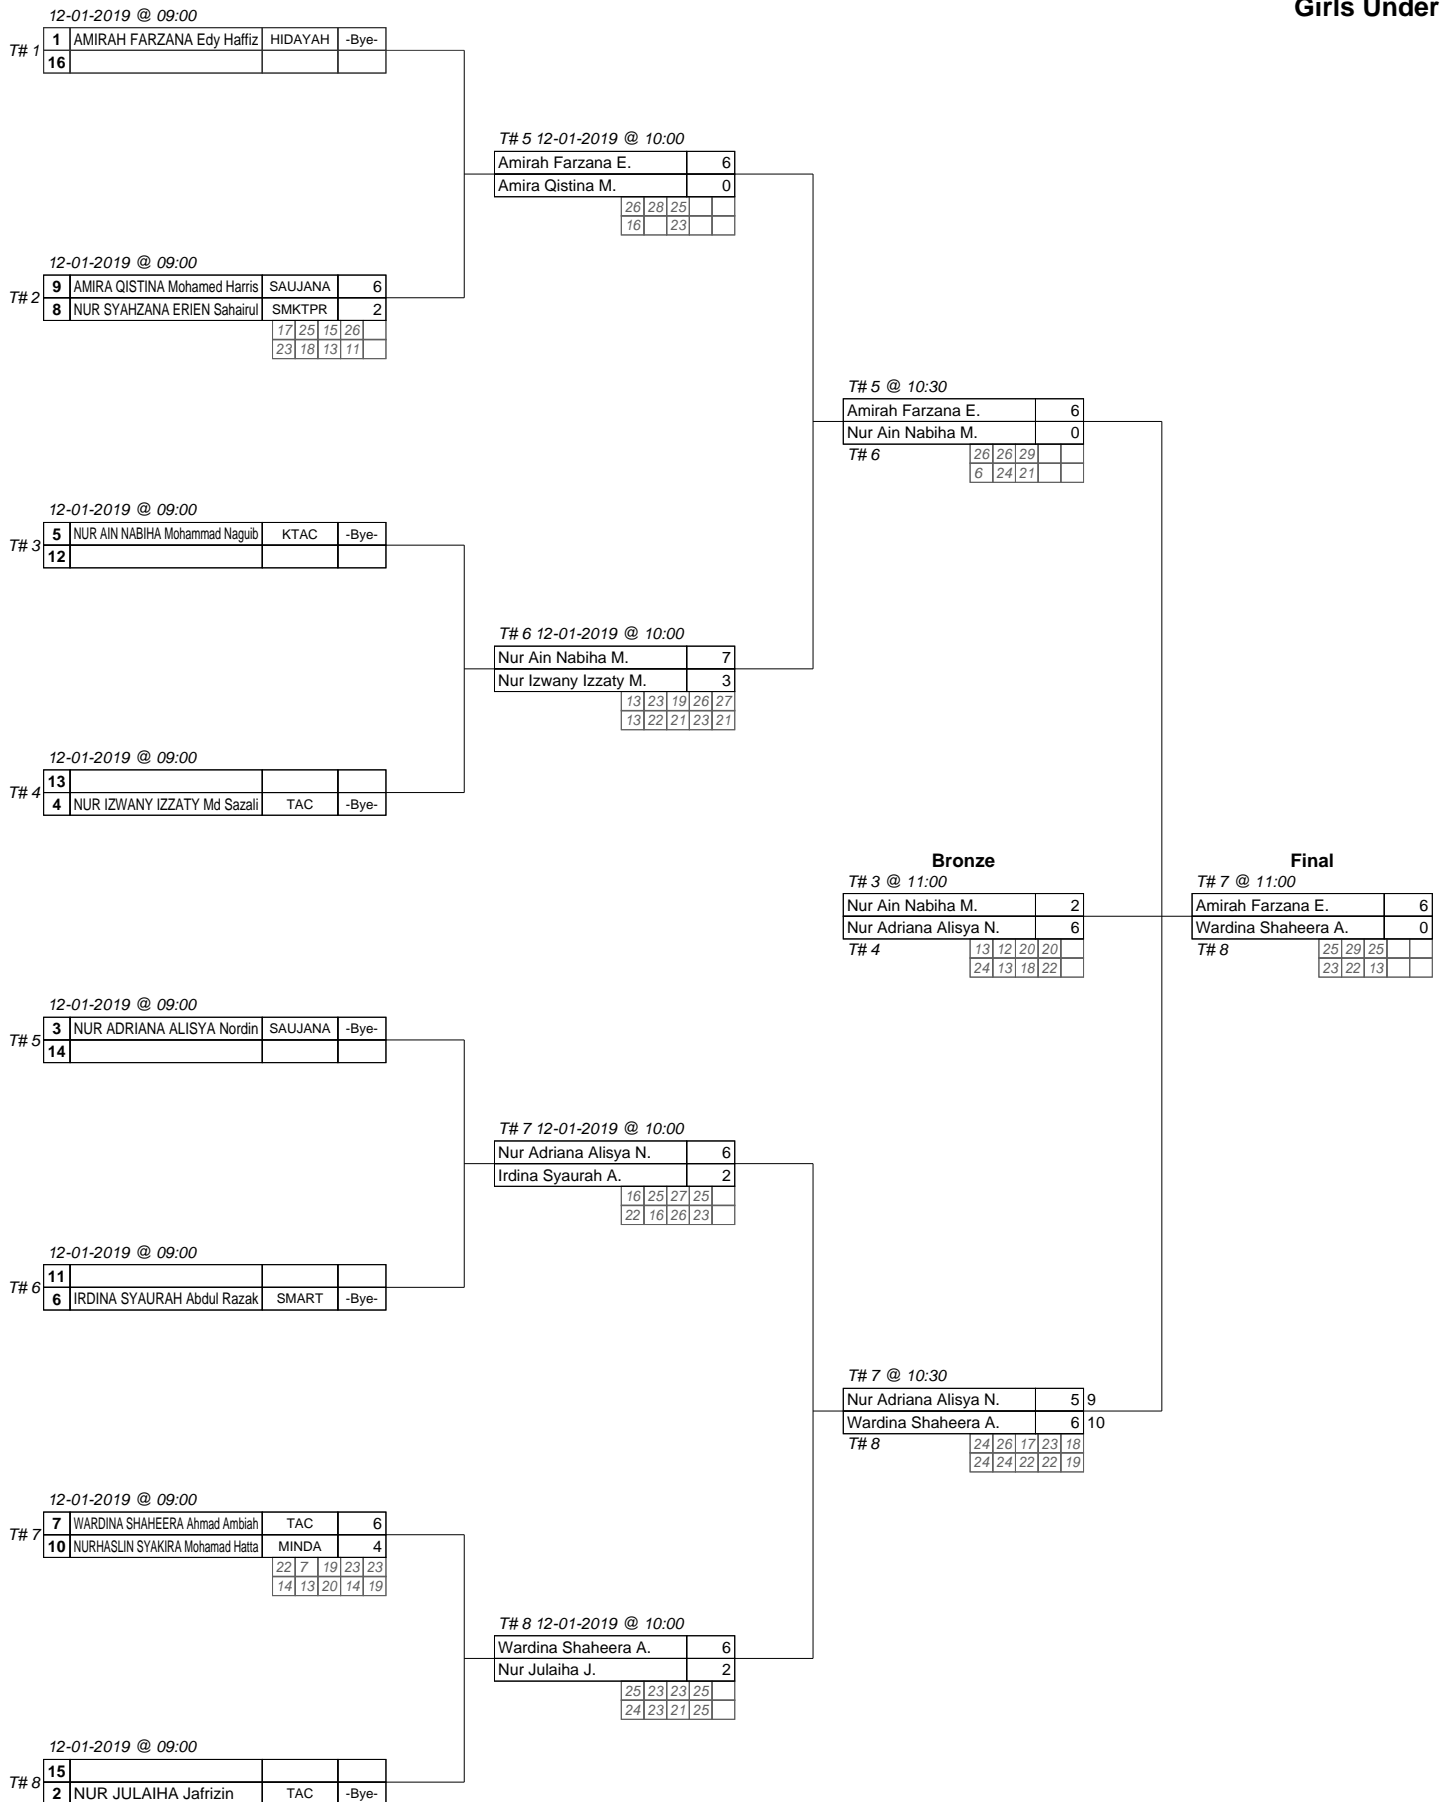 Girls Under
12-01-2019 @ 09:00
T# 1
1 AMIRAH FARZANA Edy Haffiz HIDAYAH -Bye-
16
T# 5 12-01-2019 @ 10:00
Amirah Farzana E. 6
Amira Qistina M. 0
26 28 25
16 23
12-01-2019 @ 09:00
T# 2
9 AMIRA QISTINA Mohamed Harris SAUJANA 6
8 NUR SYAHZANA ERIEN Sahairul SMKTPR 2
17 25 15 26
23 18 13 11
T# 5 @ 10:30
Amirah Farzana E. 6
Nur Ain Nabiha M. 0
T# 6 26 26 29
6 24 21
12-01-2019 @ 09:00
T# 3
5 NUR AIN NABIHA Mohammad Naguib KTAC -Bye-
12
T# 6 12-01-2019 @ 10:00
Nur Ain Nabiha M. 7
Nur Izwany Izzaty M. 3
13 23 19 26 27
13 22 21 23 21
12-01-2019 @ 09:00
T# 4
13
4 NUR IZWANY IZZATY Md Sazali TAC -Bye-
Bronze
T# 3 @ 11:00
Nur Ain Nabiha M. 2
Nur Adriana Alisya N. 6
T# 4 13 12 20 20
24 13 18 22
Final
T# 7 @ 11:00
Amirah Farzana E. 6
Wardina Shaheera A. 0
T# 8 25 29 25
23 22 13
12-01-2019 @ 09:00
T# 5
3 NUR ADRIANA ALISYA Nordin SAUJANA -Bye-
14
T# 7 12-01-2019 @ 10:00
Nur Adriana Alisya N. 6
Irdina Syaurah A. 2
16 25 27 25
22 16 26 23
12-01-2019 @ 09:00
T# 6
11
6 IRDINA SYAURAH Abdul Razak SMART -Bye-
T# 7 @ 10:30
Nur Adriana Alisya N. 5 9
Wardina Shaheera A. 6 10
T# 8 24 26 17 23 18
24 24 22 22 19
12-01-2019 @ 09:00
T# 7
7 WARDINA SHAHEERA Ahmad Ambiah TAC 6
10 NURHASLIN SYAKIRA Mohamad Hatta MINDA 4
22 7 19 23 23
14 13 20 14 19
T# 8 12-01-2019 @ 10:00
Wardina Shaheera A. 6
Nur Julaiha J. 2
25 23 23 25
24 23 21 25
12-01-2019 @ 09:00
T# 8
15
2 NUR JULAIHA Jafrizin TAC -Bye-